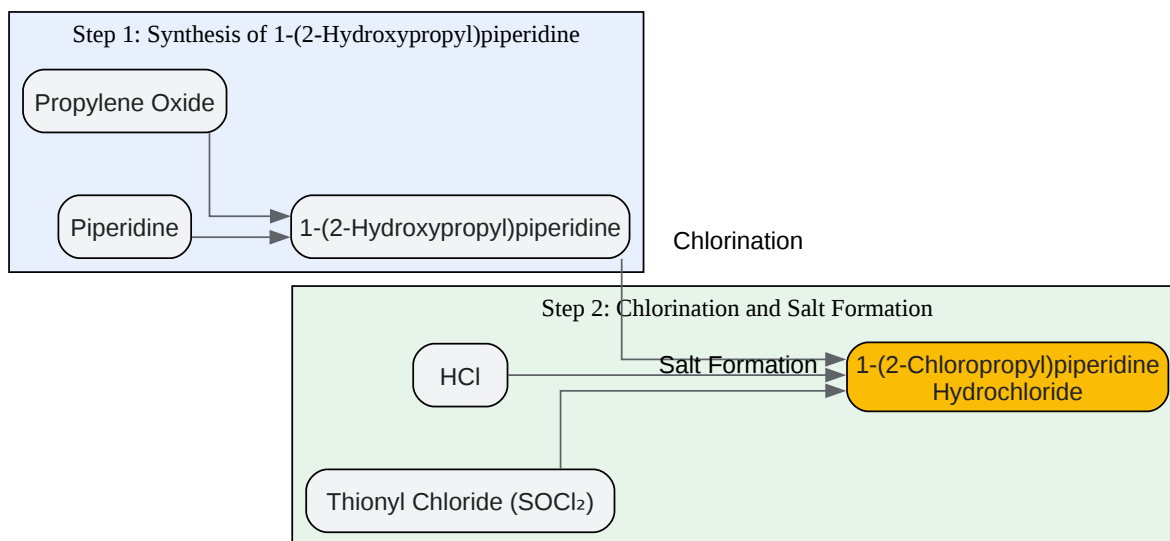 Step 1: Synthesis of 1-(2-Hydroxypropyl)piperidine
Propylene Oxide
Piperidine
1-(2-Hydroxypropyl)piperidine
Chlorination
Step 2: Chlorination and Salt Formation
HCl
Salt Formation
1-(2-Chloropropyl)piperidine
Hydrochloride
Thionyl Chloride (SOCl₂)